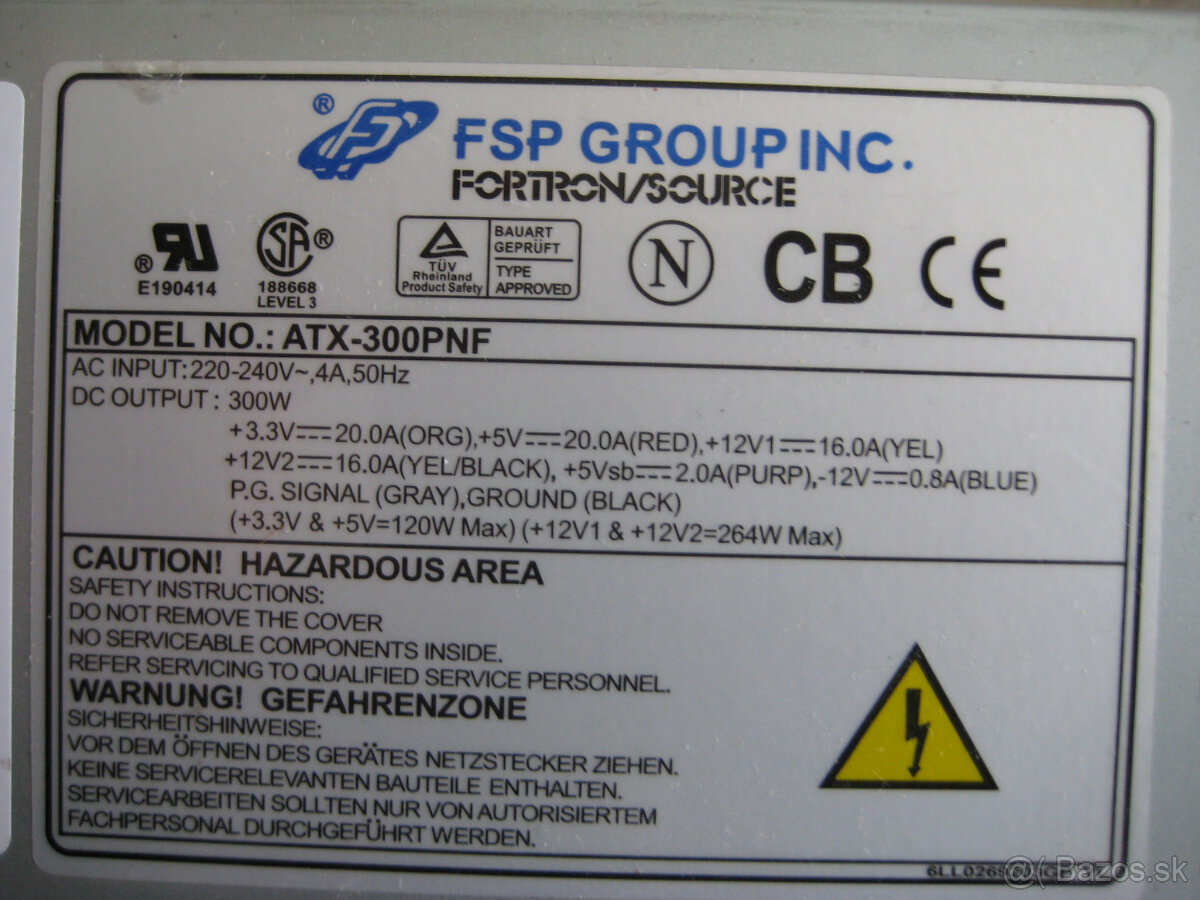 ® FSP GROUP INC.
FORTRON/SOURCE
® E190414
SA ®
188668
LEVEL 3
TÜV
Rheinland
Product Safety
BAUART
GEPRÜFT
TYPE
APPROVED
N
CB
CE
MODEL NO.: ATX-300PNF
AC INPUT:220-240V~,4A,50Hz
DC OUTPUT : 300W
+3.3V⎓20.0A(ORG),+5V⎓20.0A(RED),+12V1⎓16.0A(YEL)
+12V2⎓16.0A(YEL/BLACK), +5Vsb⎓2.0A(PURP),-12V⎓0.8A(BLUE)
P.G. SIGNAL (GRAY),GROUND (BLACK)
(+3.3V & +5V=120W Max) (+12V1 & +12V2=264W Max)
CAUTION! HAZARDOUS AREA
SAFETY INSTRUCTIONS:
DO NOT REMOVE THE COVER
NO SERVICEABLE COMPONENTS INSIDE.
REFER SERVICING TO QUALIFIED SERVICE PERSONNEL.
WARNUNG! GEFAHRENZONE
SICHERHEITSHINWEISE:
VOR DEM ÖFFNEN DES GERÄTES NETZSTECKER ZIEHEN.
KEINE SERVICERELEVANTEN BAUTEILE ENTHALTEN.
SERVICEARBEITEN SOLLTEN NUR VON AUTORISIERTEM
FACHPERSONAL DURCHGEFÜHRT WERDEN.
Bazos.sk